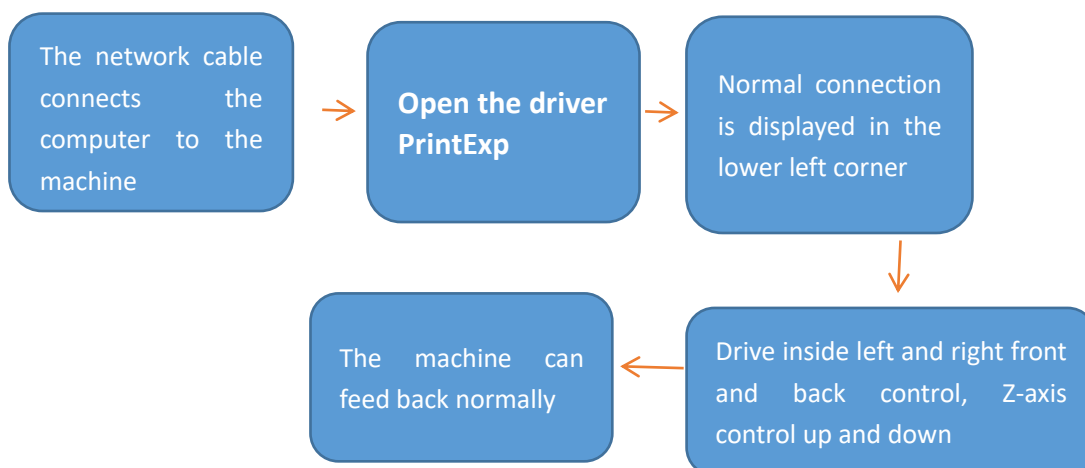 The network cable
connects the
computer to the
machine
Open the driver
PrintExp
Normal connection
is displayed in the
lower left corner
Drive inside left and right front
and back control, Z-axis
control up and down
The machine can
feed back normally